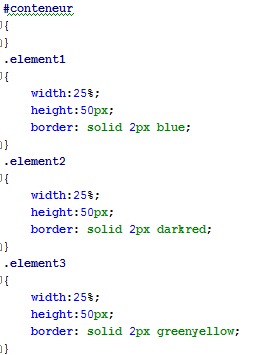 #conteneur
{
}
.element1
{
width:25%;
height:50px;
border: solid 2px blue;
}
.element2
{
width:25%;
height:50px;
border: solid 2px darkred;
}
.element3
{
width:25%;
height:50px;
border: solid 2px greenyellow;
}